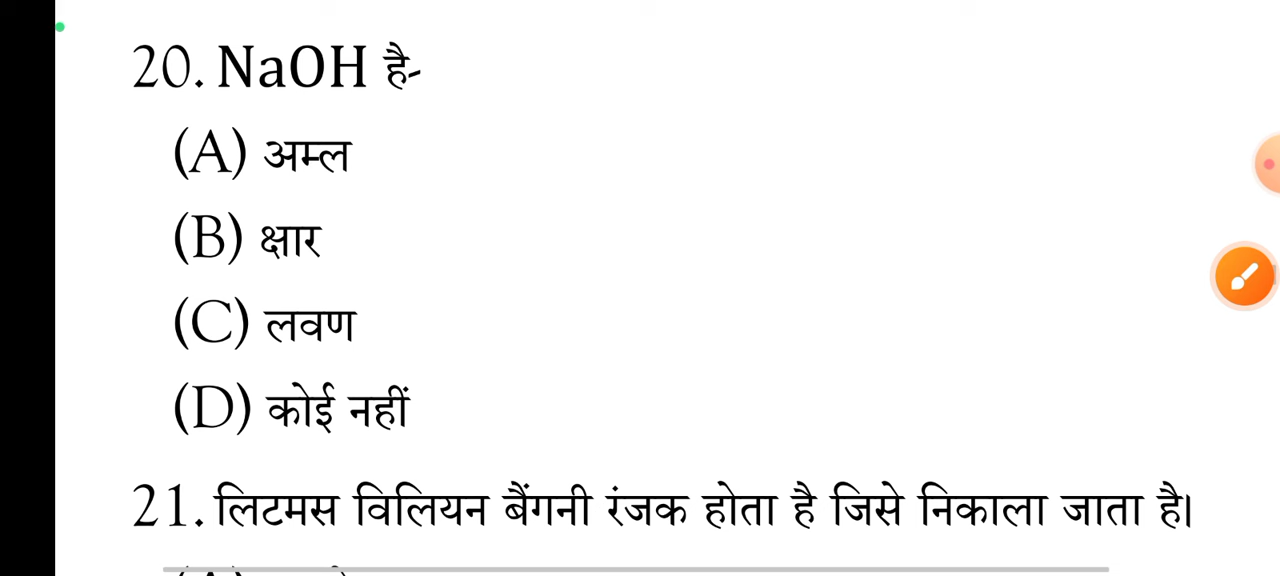 20. NaOH है-
(A) अम्ल
(B) क्षार
(C) लवण
(D) कोई नहीं
21. लिटमस विलियन बैंगनी रंजक होता है जिसे निकाला जाता है।